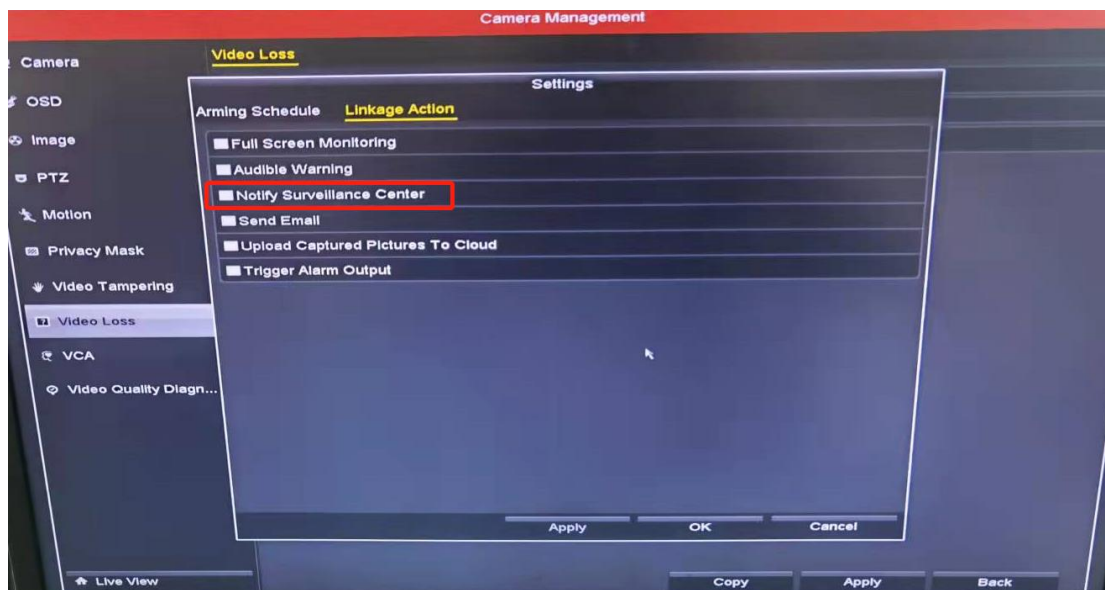 Camera Management
Camera
OSD
Image
PTZ
Motion
Privacy Mask
Video Tampering
Video Loss
VCA
Video Quality Diagn...
Live View
Video Loss
Settings
Arming Schedule Linkage Action
Full Screen Monitoring
Audible Warning
Notify Surveillance Center
Send Email
Upload Captured Pictures To Cloud
Trigger Alarm Output
Apply OK Cancel
Copy Apply Back